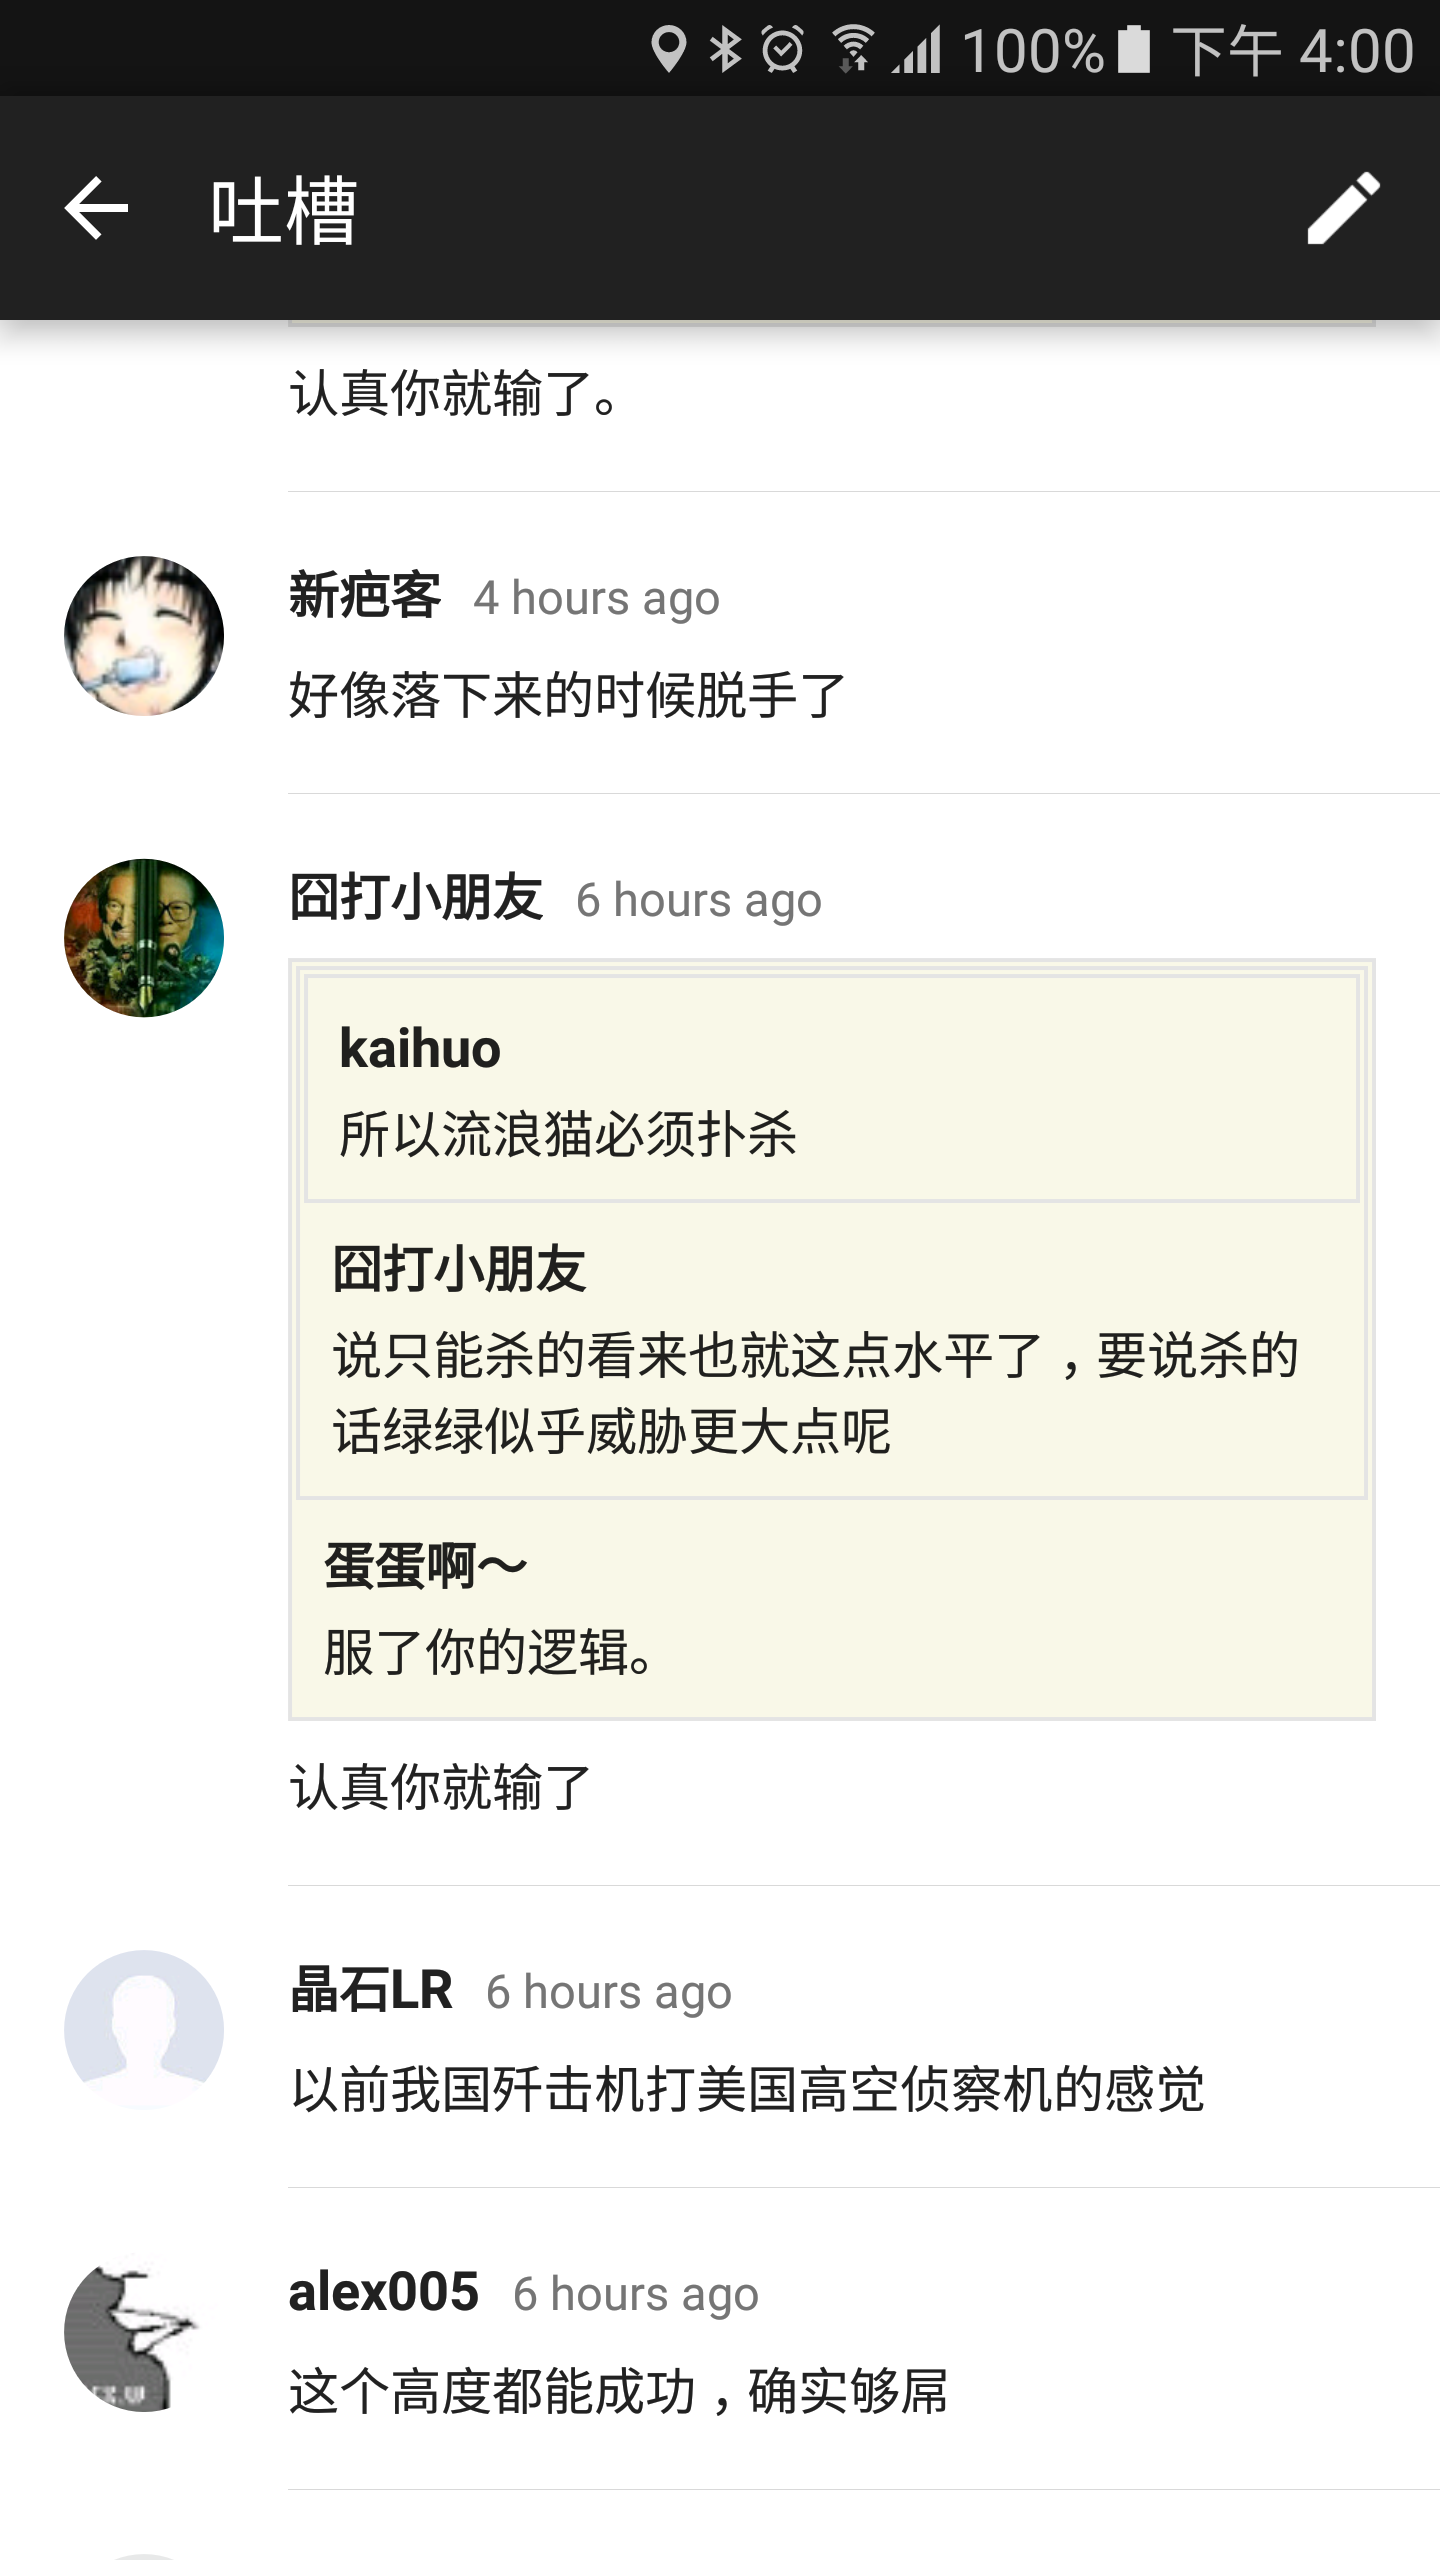 100% 下午 4:00
吐槽
认真你就输了。
新疤客 4 hours ago
好像落下来的时候脱手了
囧打小朋友 6 hours ago
kaihuo
所以流浪猫必须扑杀
囧打小朋友
说只能杀的看来也就这点水平了，要说杀的
话绿绿似乎威胁更大点呢
蛋蛋啊～
服了你的逻辑。
认真你就输了
晶石LR 6 hours ago
以前我国歼击机打美国高空侦察机的感觉
alex005 6 hours ago
这个高度都能成功，确实够屌